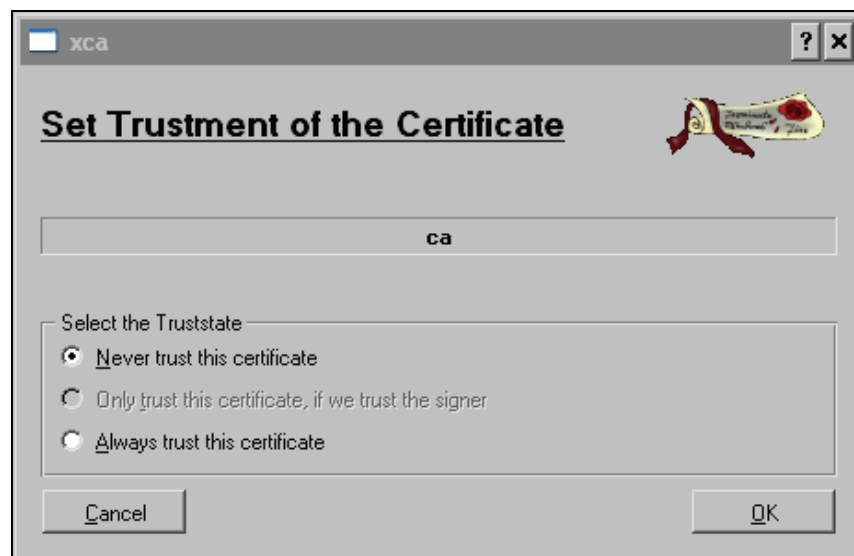 xca
Set Trustment of the Certificate
ca
Select the Truststate
Never trust this certificate
Only trust this certificate, if we trust the signer
Always trust this certificate
Cancel
OK